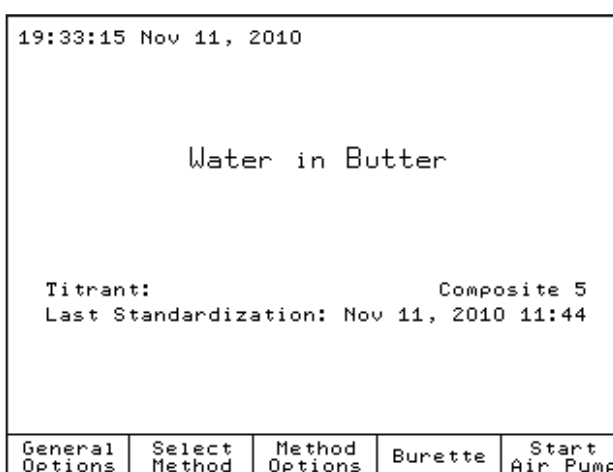 19:33:15 Nov 11, 2010
Water in Butter
Titrant: Composite 5
Last Standardization: Nov 11, 2010 11:44
General Options
Select Method
Method Options
Burette
Start Air Pump